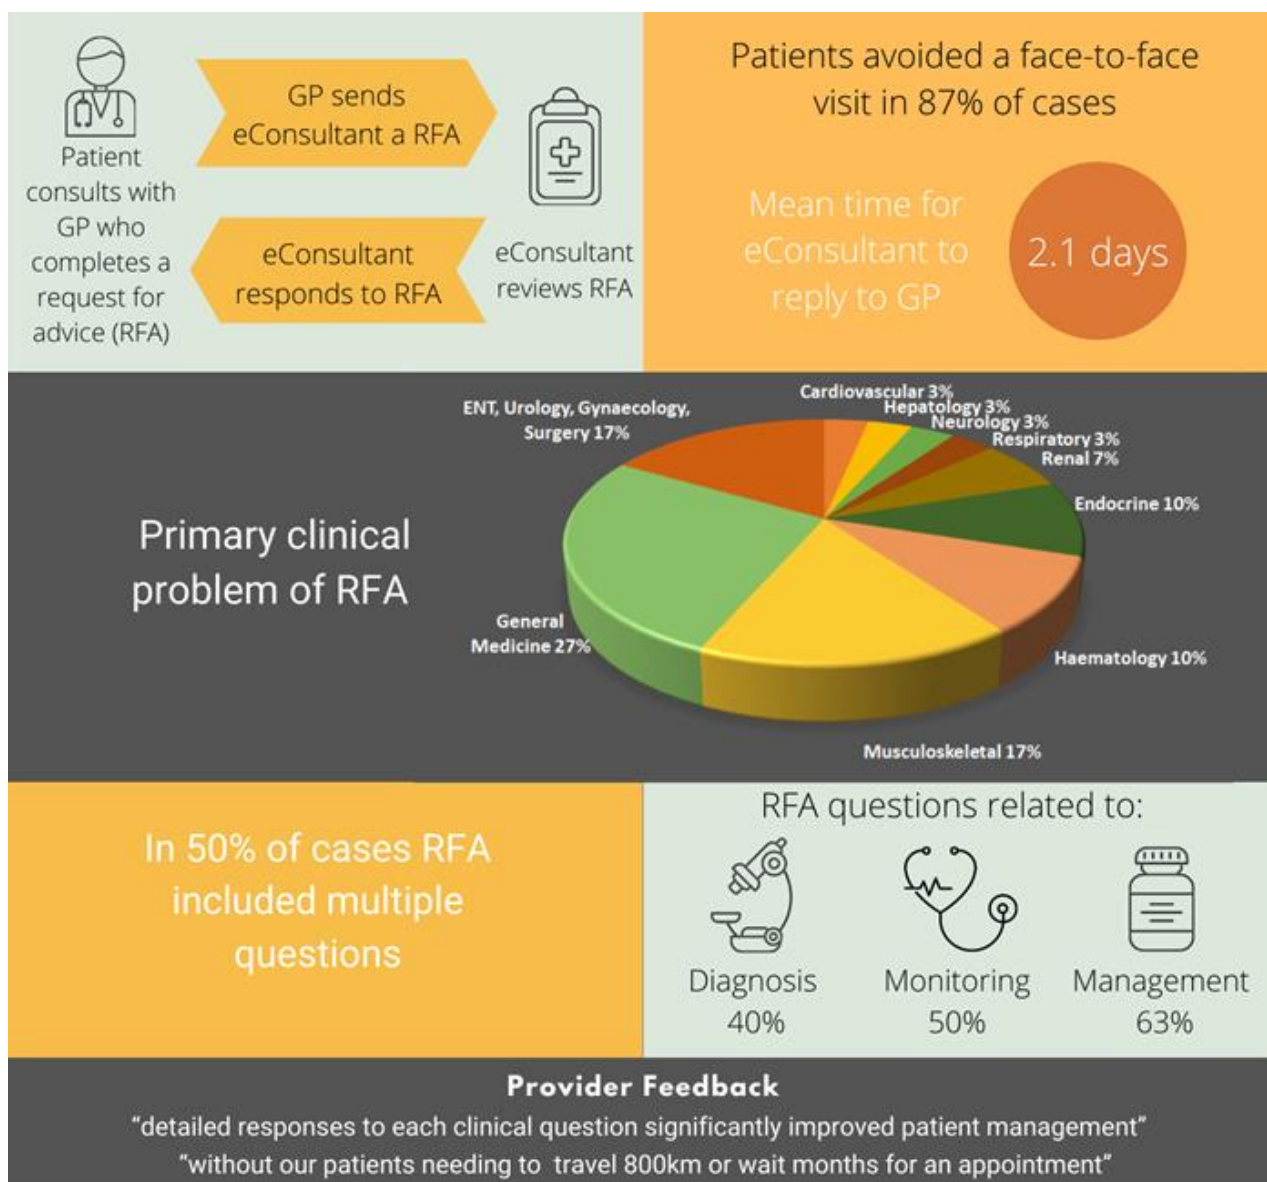 Patient
consults with
GP who
completes a
request for
advice (RFA)
GP sends
eConsultant a RFA
eConsultant
reviews RFA
eConsultant
responds to RFA
Patients avoided a face-to-face
visit in 87% of cases
Mean time for
eConsultant to
reply to GP
2.1 days
Primary clinical
problem of RFA
Cardiovascular 3%
Hepatology 3%
Neurology 3%
Respiratory 3%
Renal 7%
Endocrine 10%
Haematology 10%
Musculoskeletal 17%
General
Medicine 27%
ENT, Urology, Gynaecology,
Surgery 17%
In 50% of cases RFA
included multiple
questions
RFA questions related to:
Diagnosis
40%
Monitoring
50%
Management
63%
Provider Feedback
“detailed responses to each clinical question significantly improved patient management”
“without our patients needing to travel 800km or wait months for an appointment”